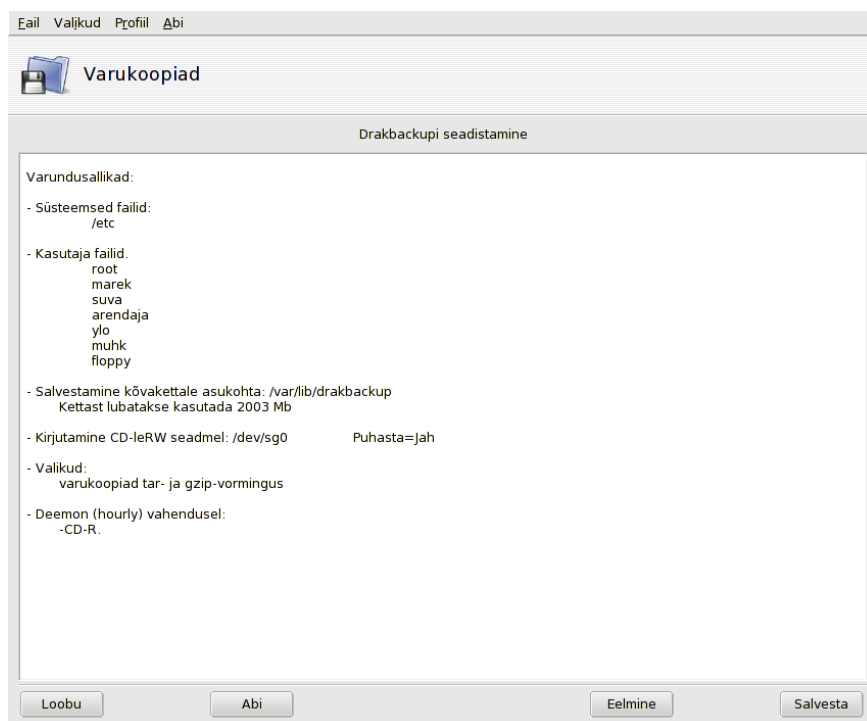 Fail Valikud Profiil Abi
Varukoopiad
Drakbackupi seadistamine
Varundusallikad:
- Süsteemsed failid:
/etc
- Kasutaja failid.
root
marek
suva
arendaja
ylo
muhk
floppy
- Salvestamine kõvakettale asukohta: /var/lib/drakbackup
Kettast lubatakse kasutada 2003 Mb
- Kirjutamine CD-leRW seadmel: /dev/sg0 Puhasta=Jah
- Valikud:
varukoopiad tar- ja gzip-vormingus
- Deemon (hourly) vahendusel:
-CD-R.
Loobu Abi Eelmine Salvesta